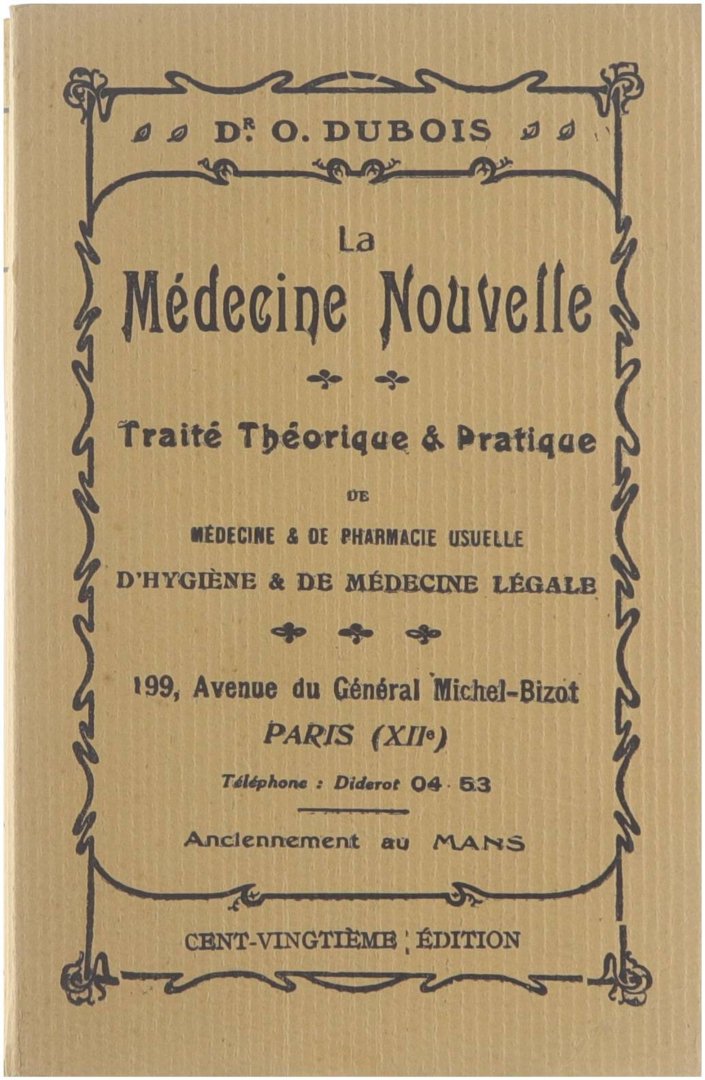 Dr. O. DUBOIS
La
Médecine Nouvelle
Traité Théorique & Pratique
DE
MÉDECINE & DE PHARMACIE USUELLE
D'HYGIÈNE & DE MÉDECINE LÉGALE
199, Avenue du Général Michel-Bizot
PARIS (XIIe)
Téléphone : Diderot 04-53
Anciennement au MANS
CENT-VINGTIÈME ÉDITION